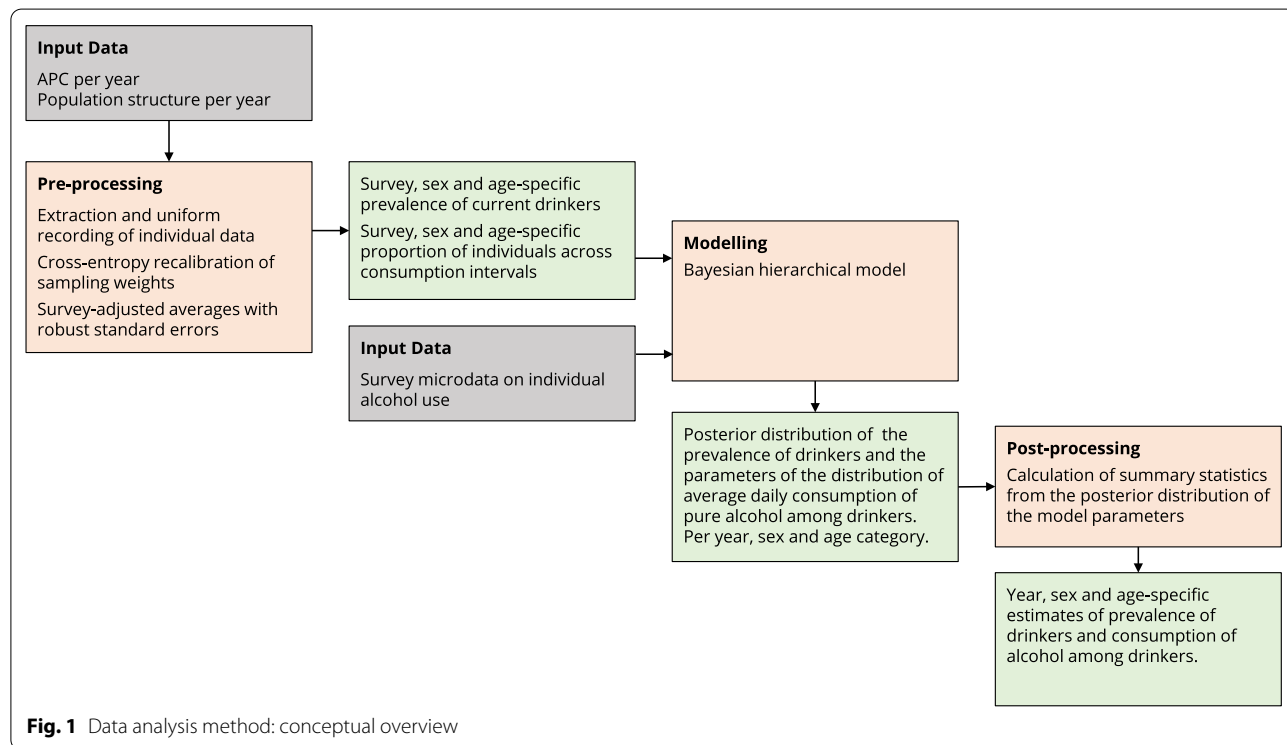 Input Data
APC per year
Population structure per year
Pre-processing
Extraction and uniform
recording of individual data
Cross-entropy recalibration of
sampling weights
Survey-adjusted averages with
robust standard errors
Survey, sex and age-specific
prevalence of current drinkers
Survey, sex and age-specific
proportion of individuals across
consumption intervals
Input Data
Survey microdata on individual
alcohol use
Modelling
Bayesian hierarchical model
Posterior distribution of the
prevalence of drinkers and the
parameters of the distribution of
average daily consumption of
pure alcohol among drinkers.
Per year, sex and age category.
Post-processing
Calculation of summary statistics
from the posterior distribution of
the model parameters
Year, sex and age-specific
estimates of prevalence of
drinkers and consumption of
alcohol among drinkers.
Fig. 1 Data analysis method: conceptual overview